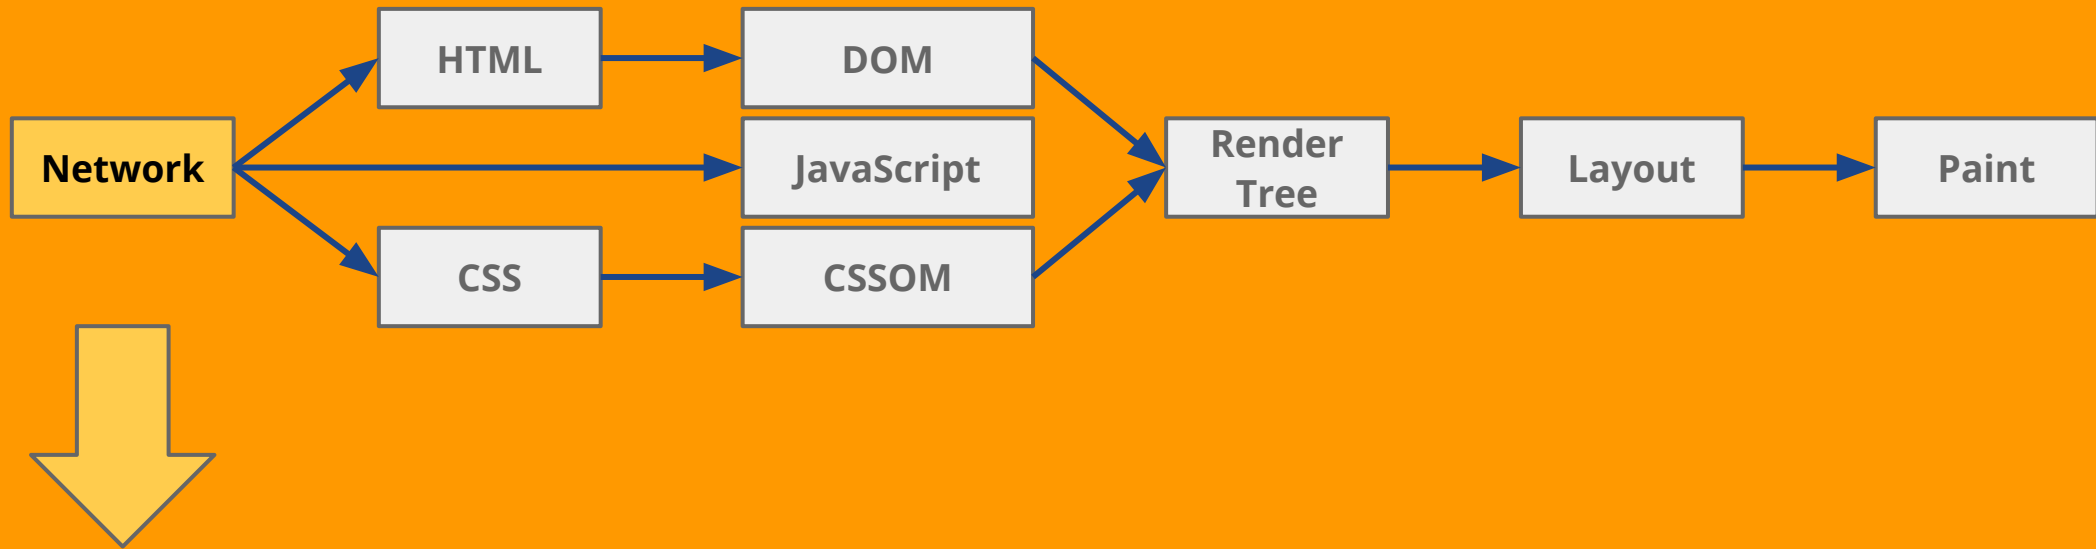 HTML
DOM
Network
JavaScript
Render
Tree
Layout
Paint
CSS
CSSOM